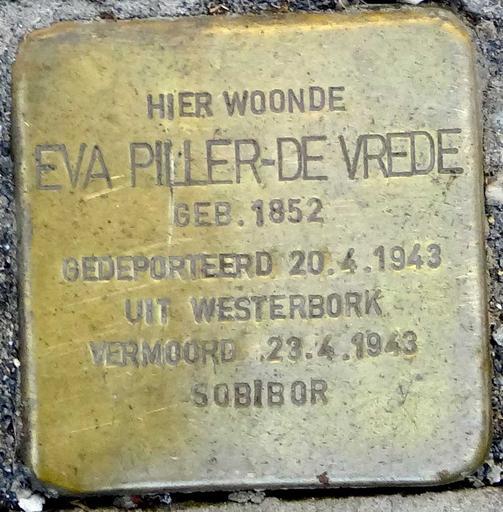 HIER WOONDE
EVA PILLER-DE VREDE
GEB. 1852
GEDEPORTEERD 20.4.1943
UIT WESTERBORK
VERMOORD 23.4.1943
SOBIBOR